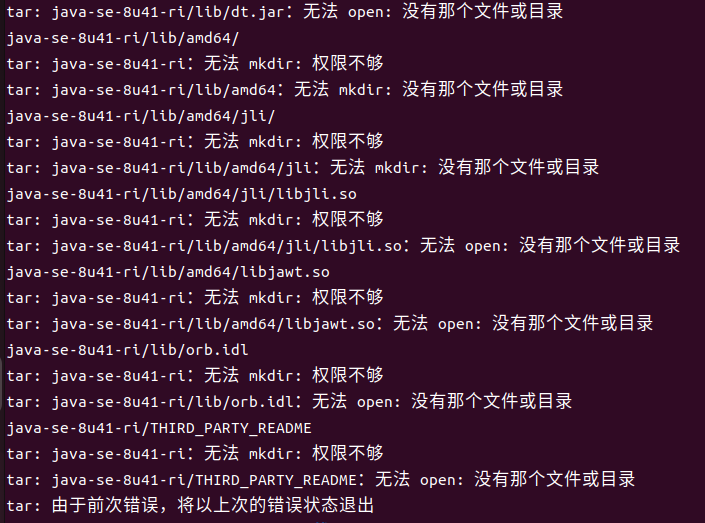 tar: java-se-8u41-ri/lib/dt.jar：无法 open: 没有那个文件或目录
java-se-8u41-ri/lib/amd64/
tar: java-se-8u41-ri：无法 mkdir: 权限不够
tar: java-se-8u41-ri/lib/amd64：无法 mkdir: 没有那个文件或目录
java-se-8u41-ri/lib/amd64/jli/
tar: java-se-8u41-ri：无法 mkdir: 权限不够
tar: java-se-8u41-ri/lib/amd64/jli：无法 mkdir: 没有那个文件或目录
java-se-8u41-ri/lib/amd64/jli/libjli.so
tar: java-se-8u41-ri：无法 mkdir: 权限不够
tar: java-se-8u41-ri/lib/amd64/jli/libjli.so：无法 open: 没有那个文件或目录
java-se-8u41-ri/lib/amd64/libjawt.so
tar: java-se-8u41-ri：无法 mkdir: 权限不够
tar: java-se-8u41-ri/lib/amd64/libjawt.so：无法 open: 没有那个文件或目录
java-se-8u41-ri/lib/orb.idl
tar: java-se-8u41-ri：无法 mkdir: 权限不够
tar: java-se-8u41-ri/lib/orb.idl：无法 open: 没有那个文件或目录
java-se-8u41-ri/THIRD_PARTY_README
tar: java-se-8u41-ri：无法 mkdir: 权限不够
tar: java-se-8u41-ri/THIRD_PARTY_README：无法 open: 没有那个文件或目录
tar: 由于前次错误，将以上次的错误状态退出